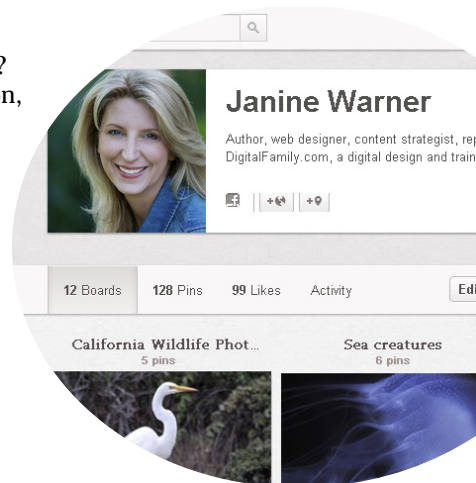 ?
on,
Janine Warner
Author, web designer, content strategist, rep
DigitalFamily.com, a digital design and train
12 Boards 128 Pins 99 Likes Activity Edi
California Wildlife Phot... Sea creatures
5 pins 6 pins